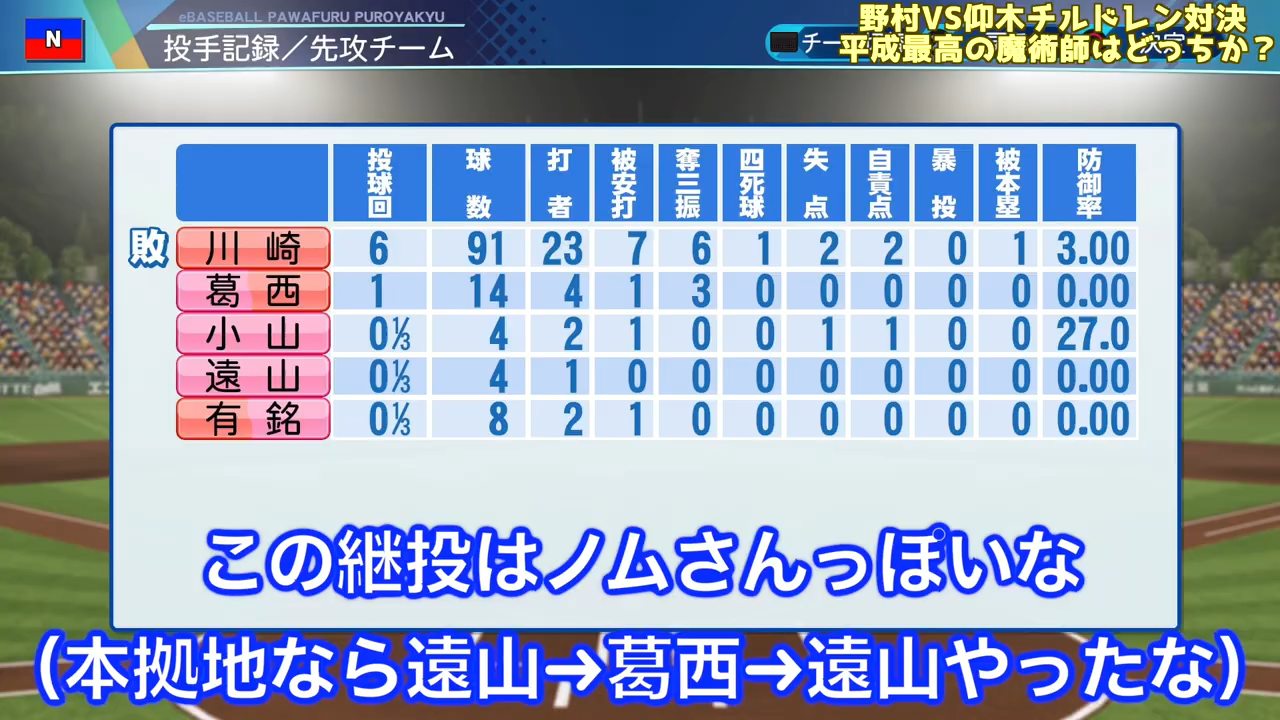 eBASEBALL PAWAFURU PUROYAKYU
N
投手記録／先攻チーム
野村VS仰木チルドレン対決
平成最高の魔術師はどっちか？
投球回 球数 打者 被安打 奪三振 四死球 失点 自責点 暴投 被本塁 防御率
敗 川崎 6 91 23 7 6 1 2 2 0 1 3.00
葛西 1 14 4 1 3 0 0 0 0 0 0.00
小山 0⅓ 4 2 1 0 0 1 1 0 0 27.0
遠山 0⅓ 4 1 0 0 0 0 0 0 0 0.00
有銘 0⅓ 8 2 1 0 0 0 0 0 0 0.00
この継投はノムさんっぽいな
（本拠地なら遠山→葛西→遠山やったな）